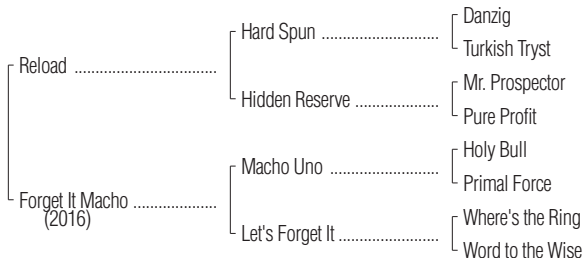 Danzig
Hard Spun ........................
Turkish Tryst
Reload .............................
Mr. Prospector
Hidden Reserve .................
Pure Profit
Holy Bull
Macho Uno ......................
Primal Force
Forget It Macho .................
(2016)
Where's the Ring
Let's Forget It ....................
Word to the Wise